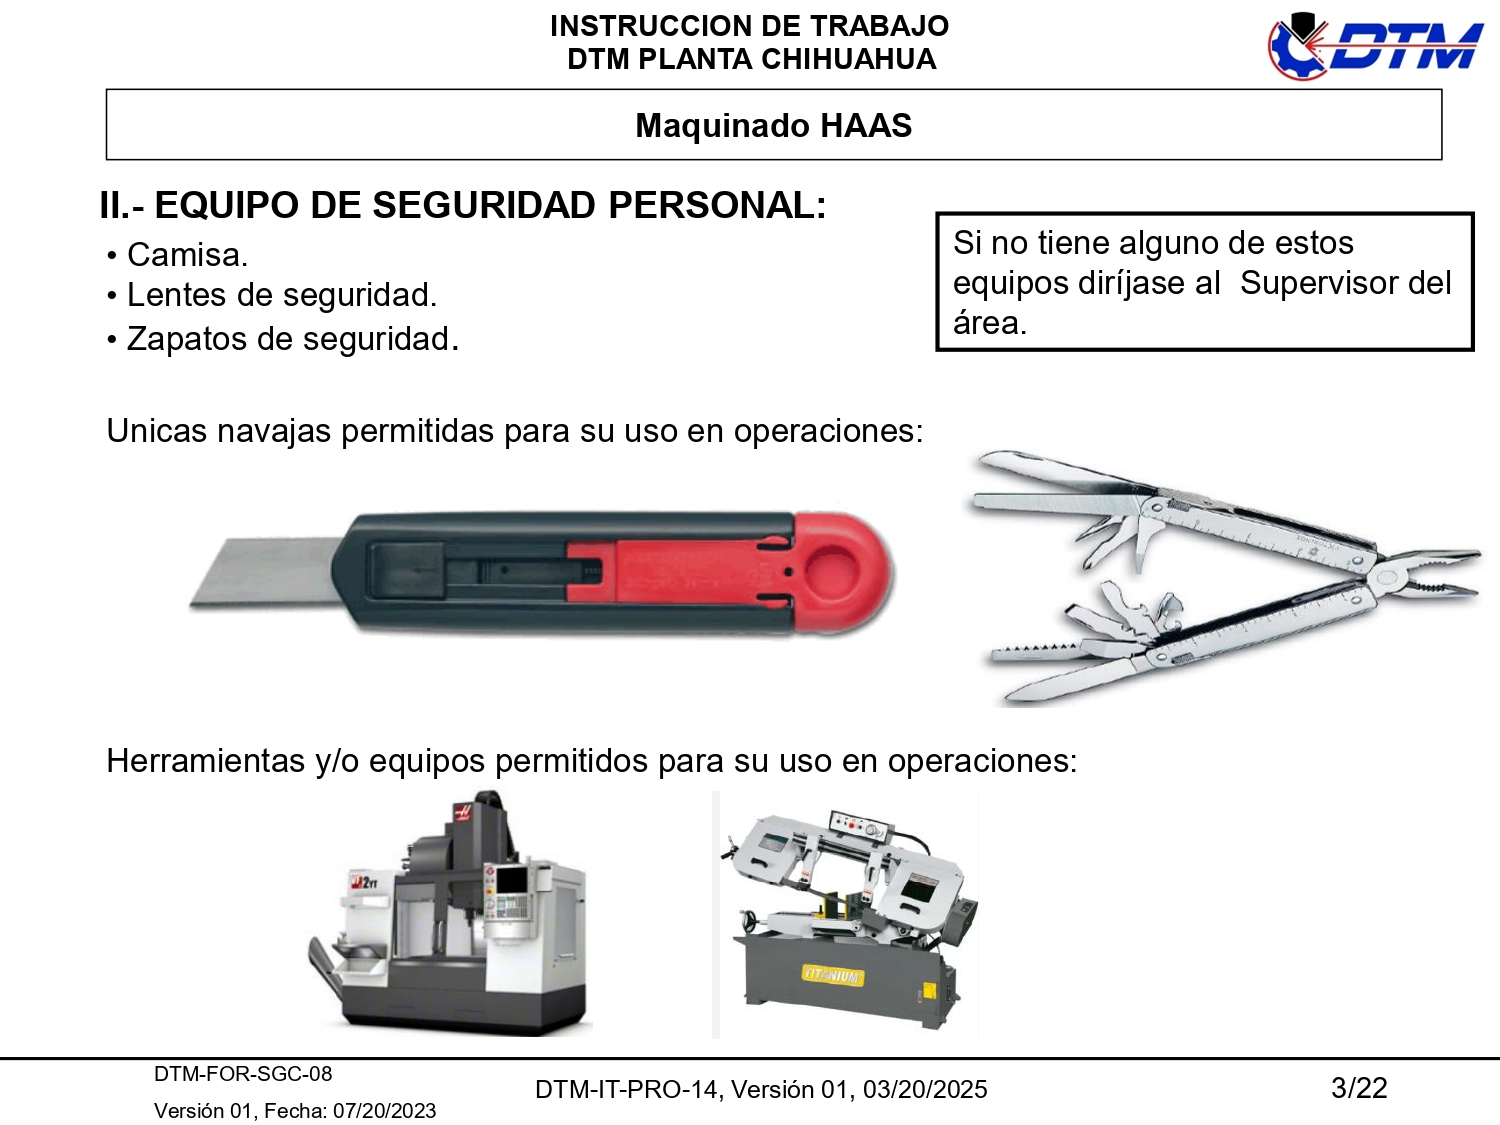 INSTRUCCION DE TRABAJO
DTM PLANTA CHIHUAHUA
DTM
Maquinado HAAS
II.- EQUIPO DE SEGURIDAD PERSONAL:
• Camisa.
• Lentes de seguridad.
• Zapatos de seguridad.
Si no tiene alguno de estos
equipos diríjase al  Supervisor del
área.
Unicas navajas permitidas para su uso en operaciones:
Herramientas y/o equipos permitidos para su uso en operaciones:
VF2YT
TITANIUM
DTM-FOR-SGC-08
Versión 01, Fecha: 07/20/2023
DTM-IT-PRO-14, Versión 01, 03/20/2025
3/22